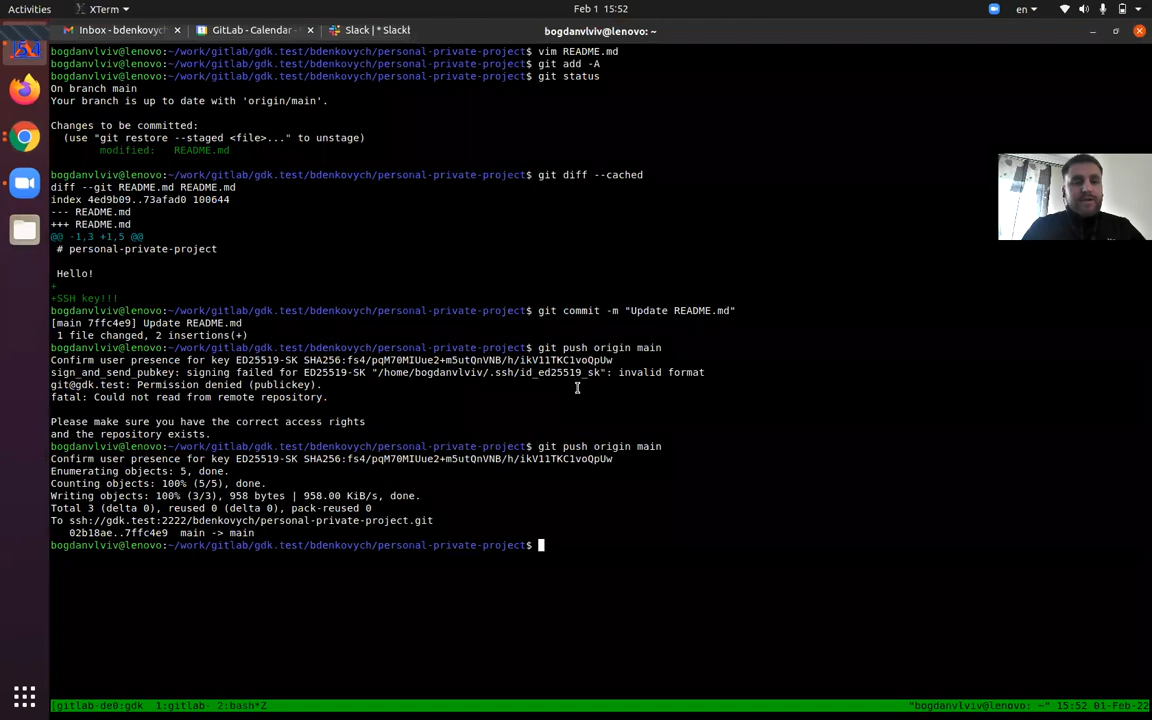 Activities XTerm Feb 1 15:52 en
Inbox - bdenkovyc GitLab - Calendar - Slack | * Slackt bogdanvlviv@lenovo: ~
bogdanvlviv@lenovo:~/work/gitlab/gdk.test/bdenkovych/personal-private-project$ vim README.md
bogdanvlviv@lenovo:~/work/gitlab/gdk.test/bdenkovych/personal-private-project$ git add -A
bogdanvlviv@lenovo:~/work/gitlab/gdk.test/bdenkovych/personal-private-project$ git status
On branch main
Your branch is up to date with 'origin/main'.
Changes to be committed:
(use "git restore --staged <file>..." to unstage)
modified: README.md
bogdanvlviv@lenovo:~/work/gitlab/gdk.test/bdenkovych/personal-private-project$ git diff --cached
diff --git README.md README.md
index 4ed9b09..73afad0 100644
--- README.md
+++ README.md
@@ -1,3 +1,5 @@
# personal-private-project
Hello!
+
+SSH key!!!
bogdanvlviv@lenovo:~/work/gitlab/gdk.test/bdenkovych/personal-private-project$ git commit -m "Update README.md"
[main 7ffc4e9] Update README.md
1 file changed, 2 insertions(+)
bogdanvlviv@lenovo:~/work/gitlab/gdk.test/bdenkovych/personal-private-project$ git push origin main
Confirm user presence for key ED25519-SK SHA256:fs4/pqM70MIUue2+m5utQnVNB/h/ikV11TKC1voQpUw
sign_and_send_pubkey: signing failed for ED25519-SK "/home/bogdanvlviv/.ssh/id_ed25519_sk": invalid format
git@gdk.test: Permission denied (publickey).
fatal: Could not read from remote repository.
Please make sure you have the correct access rights
and the repository exists.
bogdanvlviv@lenovo:~/work/gitlab/gdk.test/bdenkovych/personal-private-project$ git push origin main
Confirm user presence for key ED25519-SK SHA256:fs4/pqM70MIUue2+m5utQnVNB/h/ikV11TKC1voQpUw
Enumerating objects: 5, done.
Counting objects: 100% (5/5), done.
Writing objects: 100% (3/3), 958 bytes | 958.00 KiB/s, done.
Total 3 (delta 0), reused 0 (delta 0), pack-reused 0
To ssh://gdk.test:2222/bdenkovych/personal-private-project.git
02b18ae..7ffc4e9 main -> main
bogdanvlviv@lenovo:~/work/gitlab/gdk.test/bdenkovych/personal-private-project$
[gitlab-de0:gdk 1:gitlab- 2:bash*Z "bogdanvlviv@lenovo: ~" 15:52 01-Feb-22